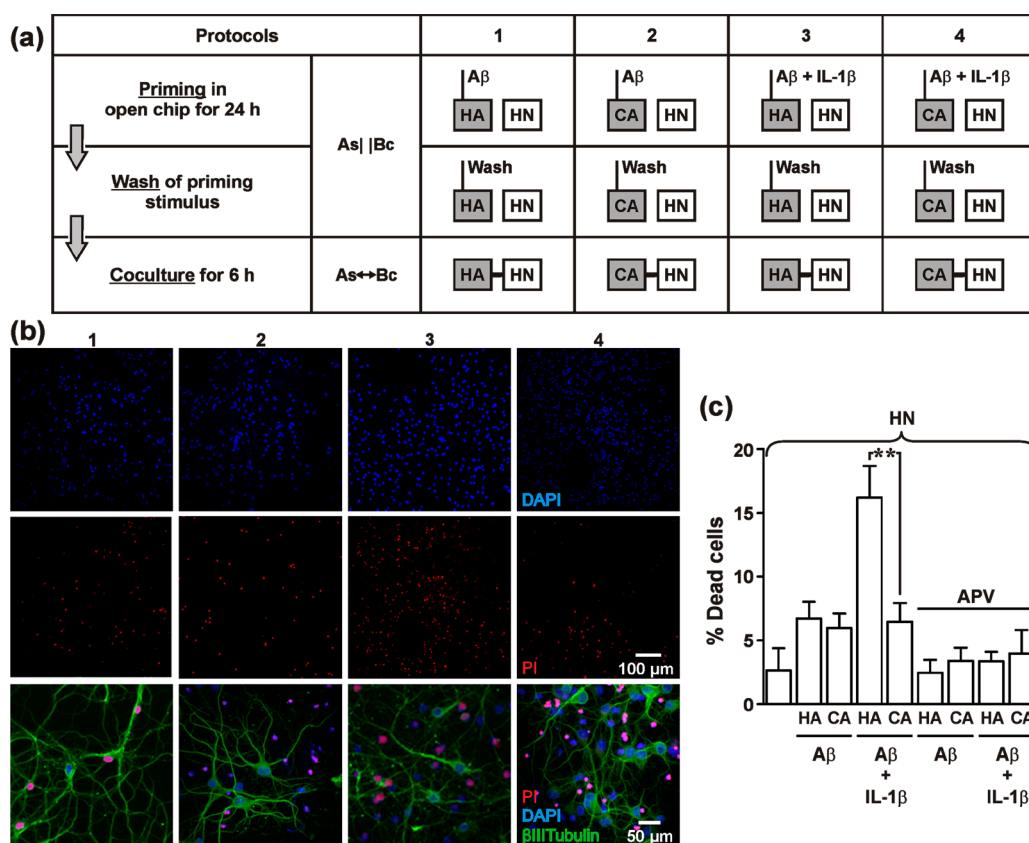 (a)
Protocols 1 2 3 4
Priming in
open chip for 24 h
Aβ Aβ Aβ + IL-1β Aβ + IL-1β
HA HN CA HN HA HN CA HN
As| |Bc
Wash of priming
stimulus
Wash Wash Wash Wash
HA HN CA HN HA HN CA HN
Coculture for 6 h As↔Bc HA HN CA HN HA HN CA HN
(b)
1 2 3 4
DAPI
PI
100 µm
PI
DAPI
βIIITubulin
50 µm
(c)
HN
% Dead cells
20
15
10
5
0
**
APV
HA CA HA CA HA CA HA CA
Aβ Aβ + IL-1β Aβ Aβ + IL-1β